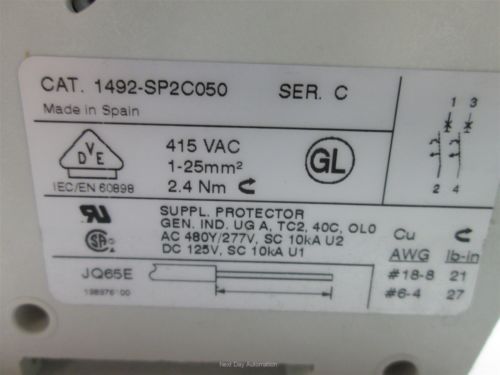 CAT. 1492-SP2C050 SER. C
Made in Spain
1 3
VDE
415 VAC
1-25mm²
2.4 Nm
IEC/EN 60898
GL
2 4
SUPPL. PROTECTOR
GEN. IND. UG A, TC2, 40C, OL0
AC 480Y/277V, SC 10kA U2
DC 125V, SC 10kA U1
SA
Cu
AWG lb-in
#18-8 21
#6-4 27
JQ65E
Next Day Automation